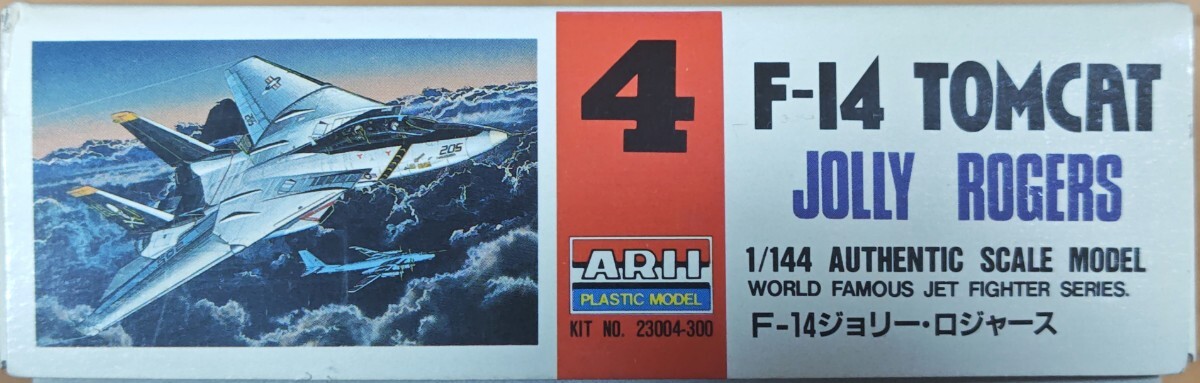 205
4
ARII
PLASTIC MODEL
KIT NO. 23004-300
F-14 TOMCAT
JOLLY ROGERS
1/144 AUTHENTIC SCALE MODEL
WORLD FAMOUS JET FIGHTER SERIES.
F-14ジョリー・ロジャース